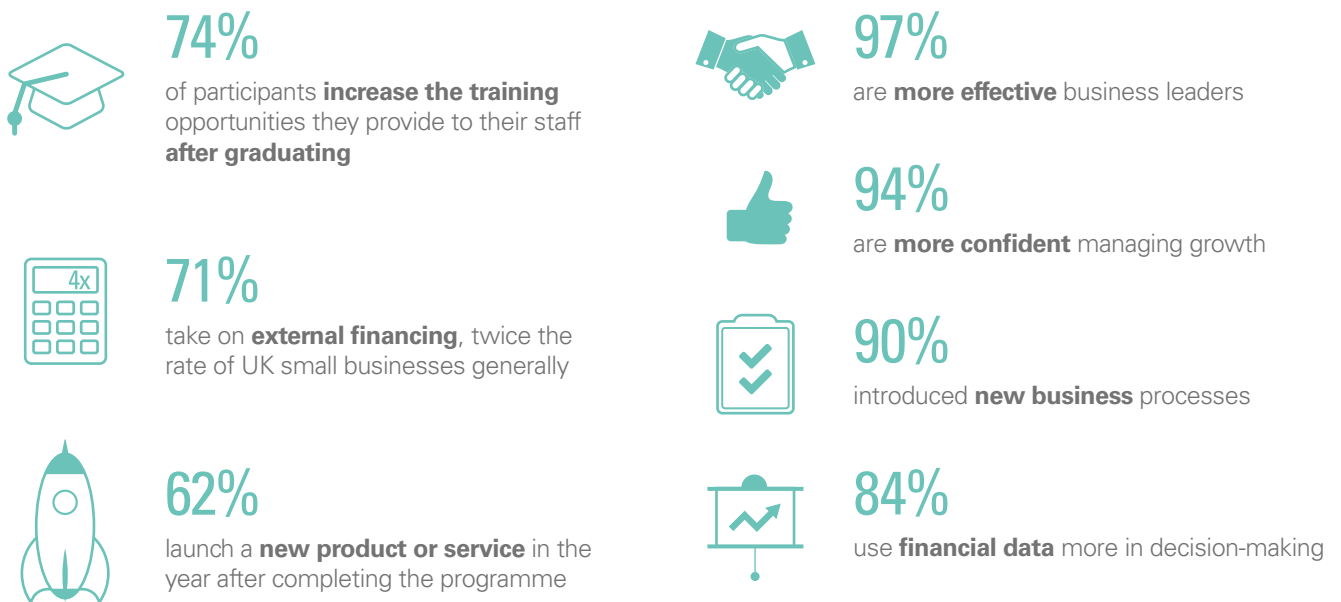 74%
of participants increase the training
opportunities they provide to their staff
after graduating
4x
71%
take on external financing, twice the
rate of UK small businesses generally
62%
launch a new product or service in the
year after completing the programme
97%
are more effective business leaders
94%
are more confident managing growth
90%
introduced new business processes
84%
use financial data more in decision-making